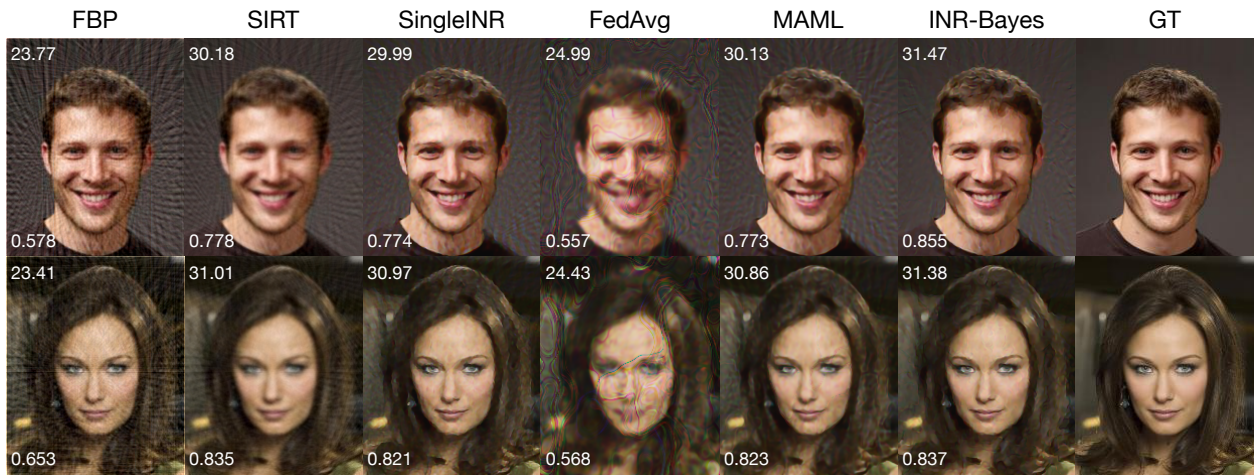 FBP SIRT SingleINR FedAvg MAML INR-Bayes GT
23.77 30.18 29.99 24.99 30.13 31.47
0.578 0.778 0.774 0.557 0.773 0.855
23.41 31.01 30.97 24.43 30.86 31.38
0.653 0.835 0.821 0.568 0.823 0.837